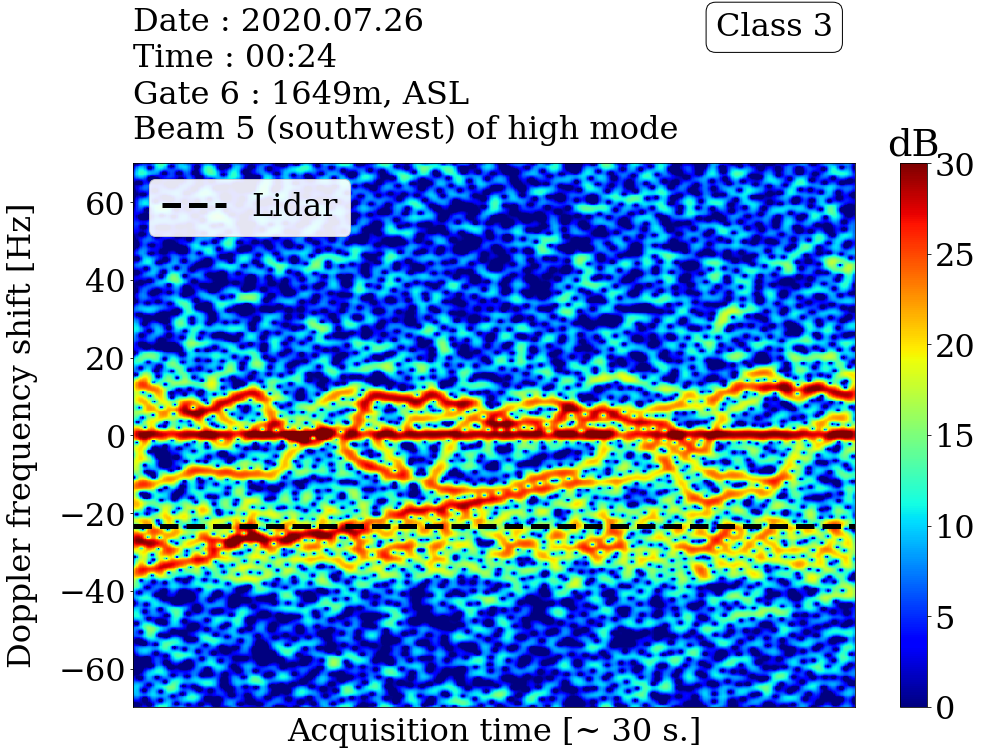 Date : 2020.07.26
Time : 00:24
Gate 6 : 1649m, ASL
Beam 5 (southwest) of high mode
Class 3
dB
Lidar
Doppler frequency shift [Hz]
60
40
20
0
−20
−40
−60
30
25
20
15
10
5
0
Acquisition time [~ 30 s.]